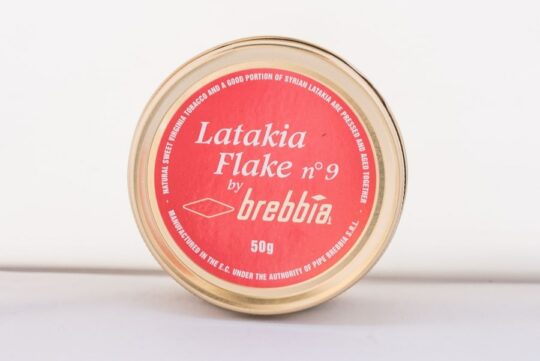 · NATURAL SWEET VIRGINIA TOBACCO AND A GOOD PORTION OF SYRIAN LATAKIA ARE PRESSED AND AGED TOGETHER ·
Latakia
Flake n° 9
by
brebbia
50g
MANUFACTURED IN THE E.C. UNDER THE AUTHORITY OF PIPE BREBBIA S.R.L.